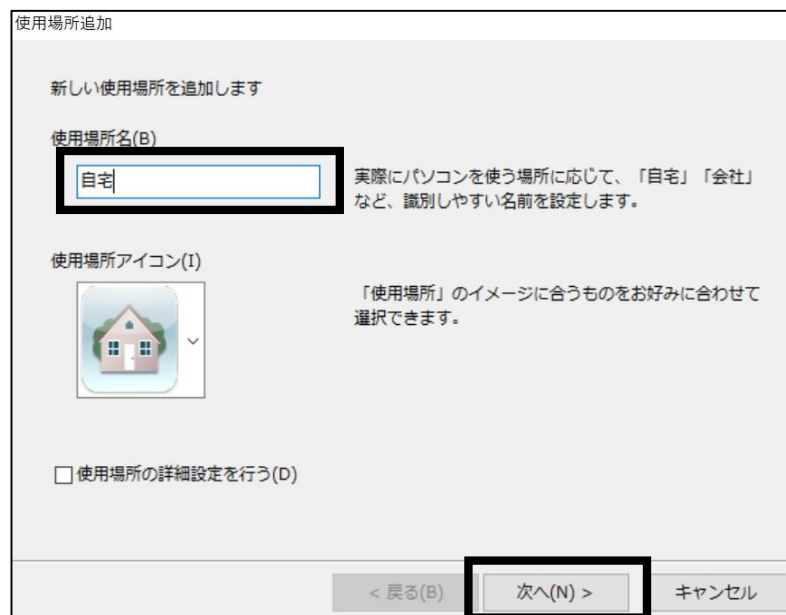 使用場所追加
新しい使用場所を追加します
使用場所名(B)
自宅
実際にパソコンを使う場所に応じて、「自宅」「会社」
など、識別しやすい名前を設定します。
使用場所アイコン(I)
「使用場所」のイメージに合うものをお好みに合わせて
選択できます。
使用場所の詳細設定を行う(D)
< 戻る(B)
次へ(N) >
キャンセル